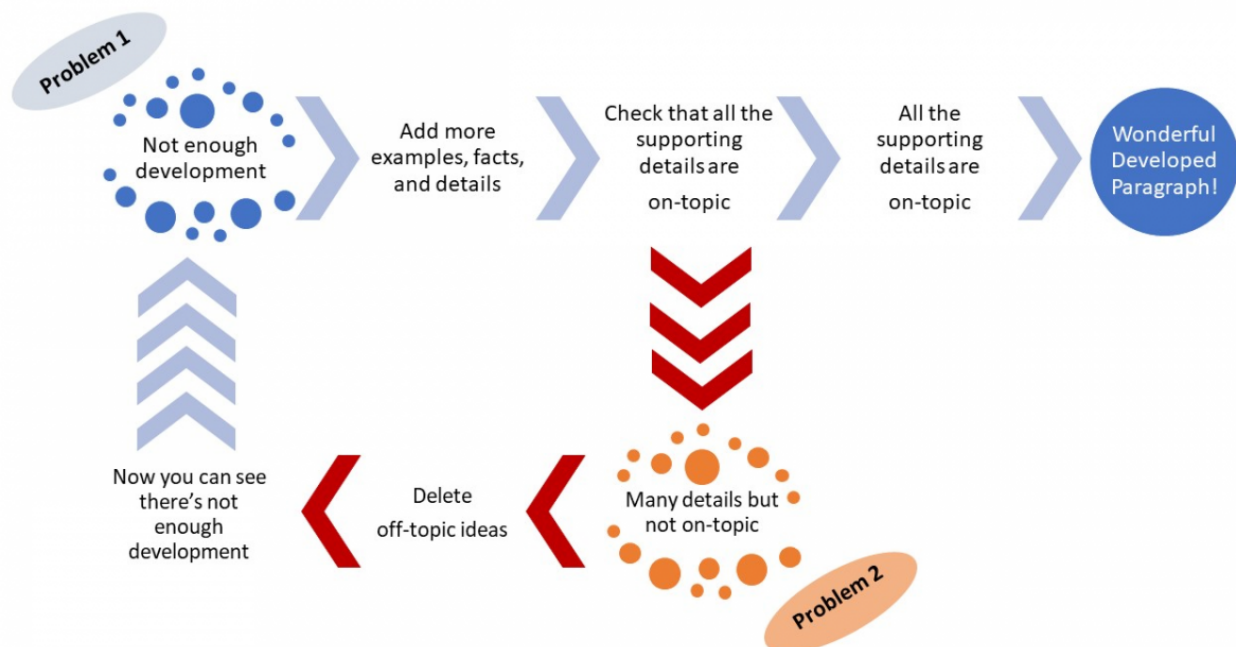 Problem 1
Not enough
development
Add more
examples, facts,
and details
Check that all the
supporting
details are
on-topic
All the
supporting
details are
on-topic
Wonderful
Developed
Paragraph!
Many details but
not on-topic
Problem 2
Delete
off-topic ideas
Now you can see
there’s not
enough
development